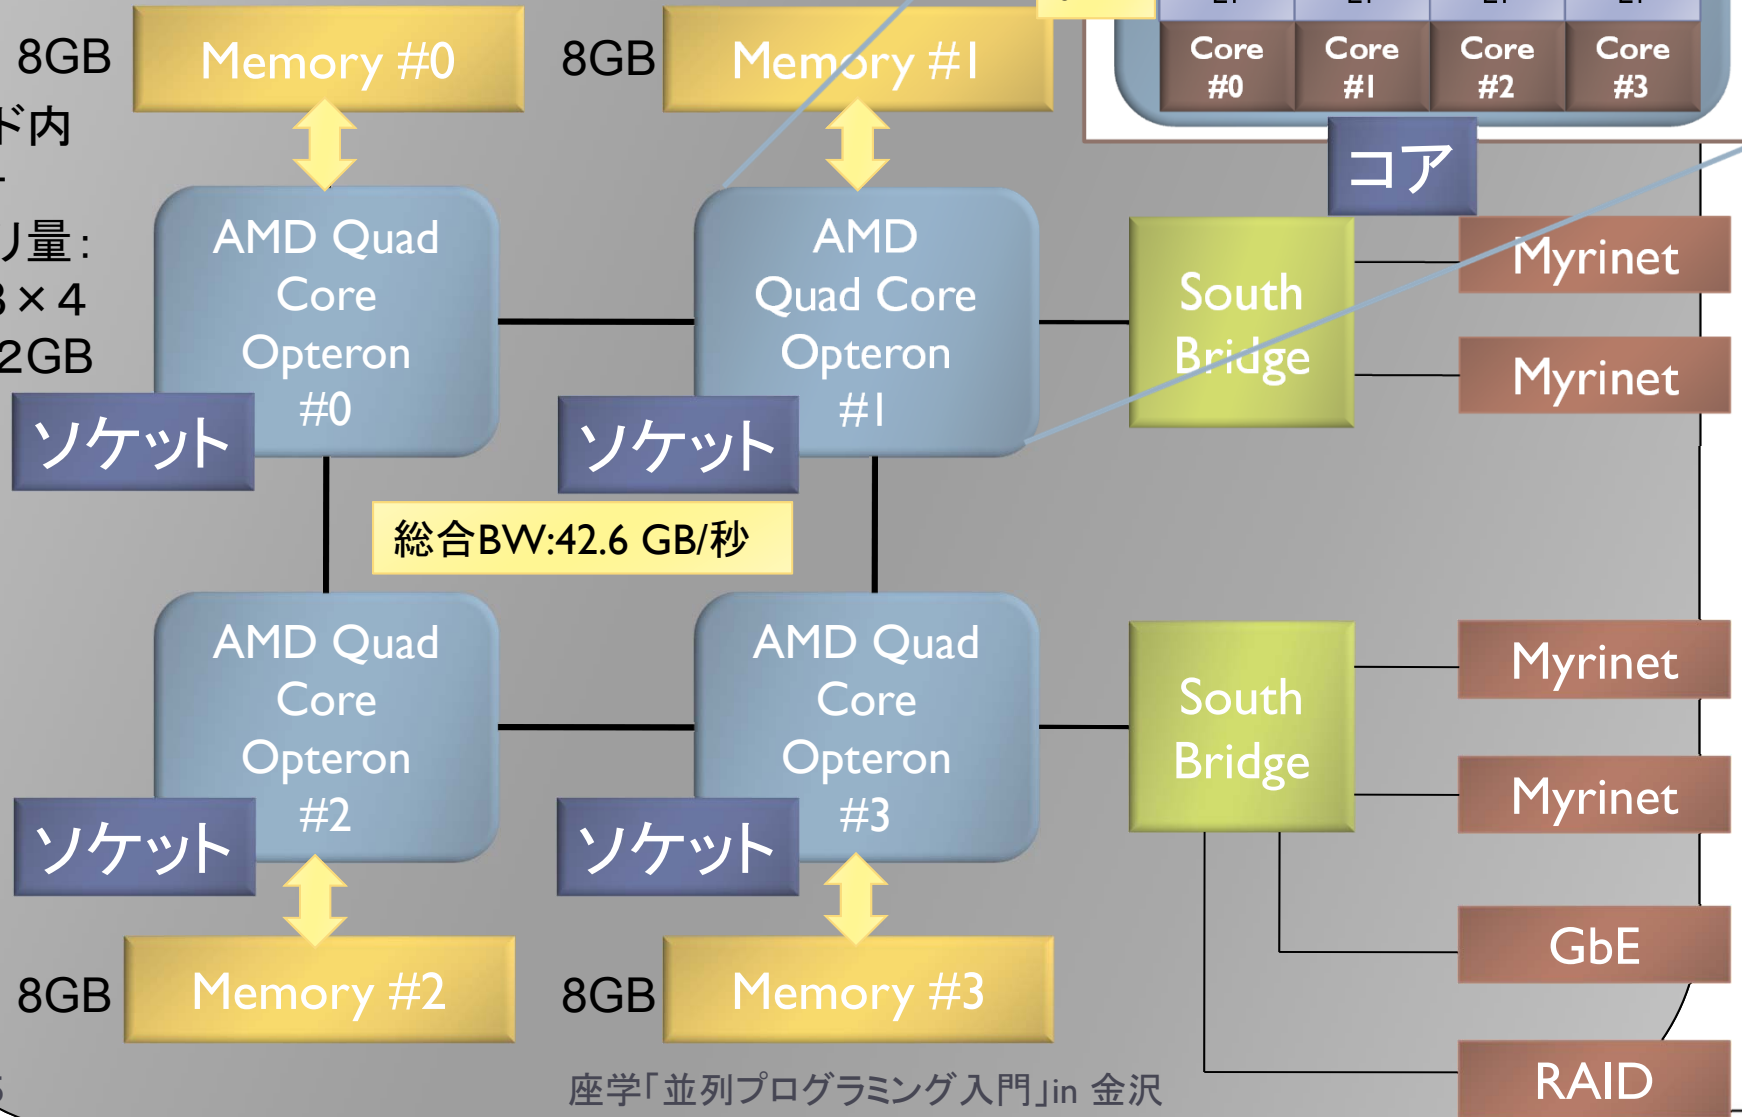 8GB
Memory #0
8GB
Memory #1
Core #0
Core #1
Core #2
Core #3
コア
ド内
リ量：
×４
2GB
AMD Quad
Core
Opteron
#0
ソケット
AMD
Quad Core
Opteron
#1
ソケット
South
Bridge
Myrinet
Myrinet
総合BW:42.6 GB/秒
AMD Quad
Core
Opteron
#2
ソケット
AMD Quad
Core
Opteron
#3
ソケット
South
Bridge
Myrinet
Myrinet
GbE
RAID
8GB
Memory #2
8GB
Memory #3
座学「並列プログラミング入門」in 金沢